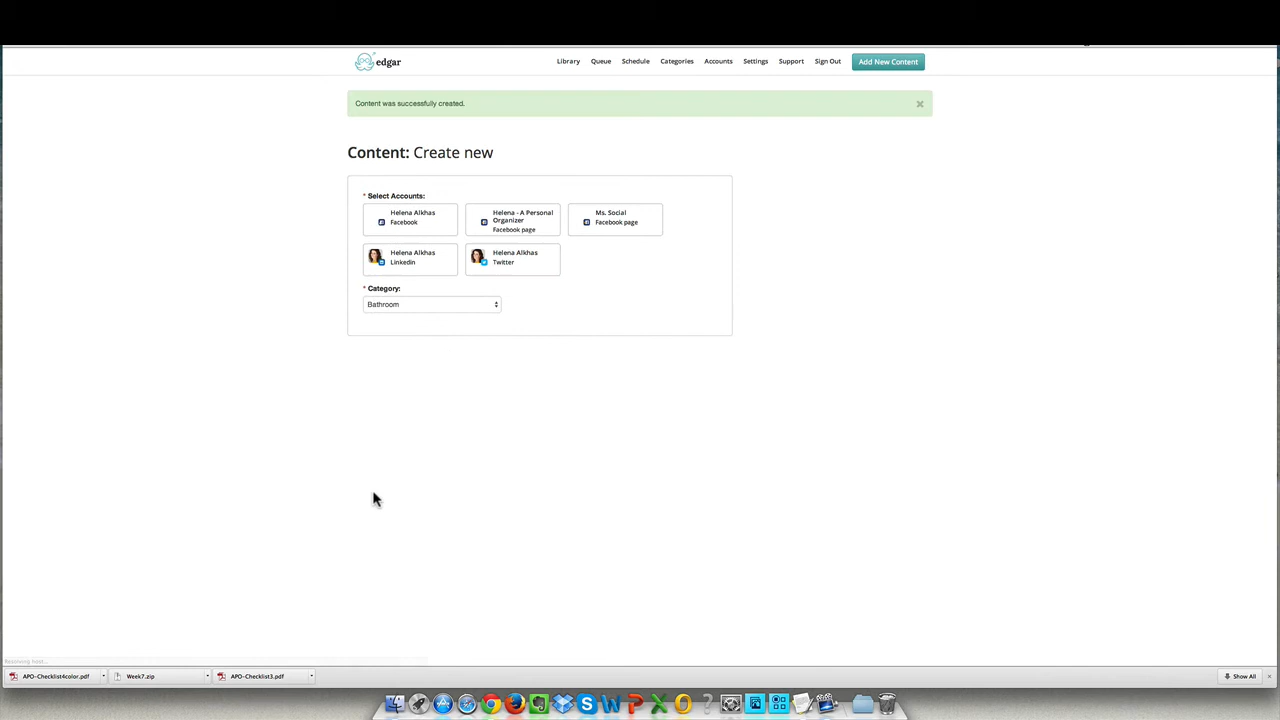 edgar
Library Queue Schedule Categories Accounts Settings Support Sign Out Add New Content
Content was successfully created. ×
Content: Create new
* Select Accounts:
Helena Alkhas
Facebook
Helena - A Personal
Organizer
Facebook page
Ms. Social
Facebook page
Helena Alkhas
Linkedin
Helena Alkhas
Twitter
* Category:
Bathroom
Resolving host...
APO-Checklist4color.pdf Week7.zip APO-Checklist3.pdf Show All ×